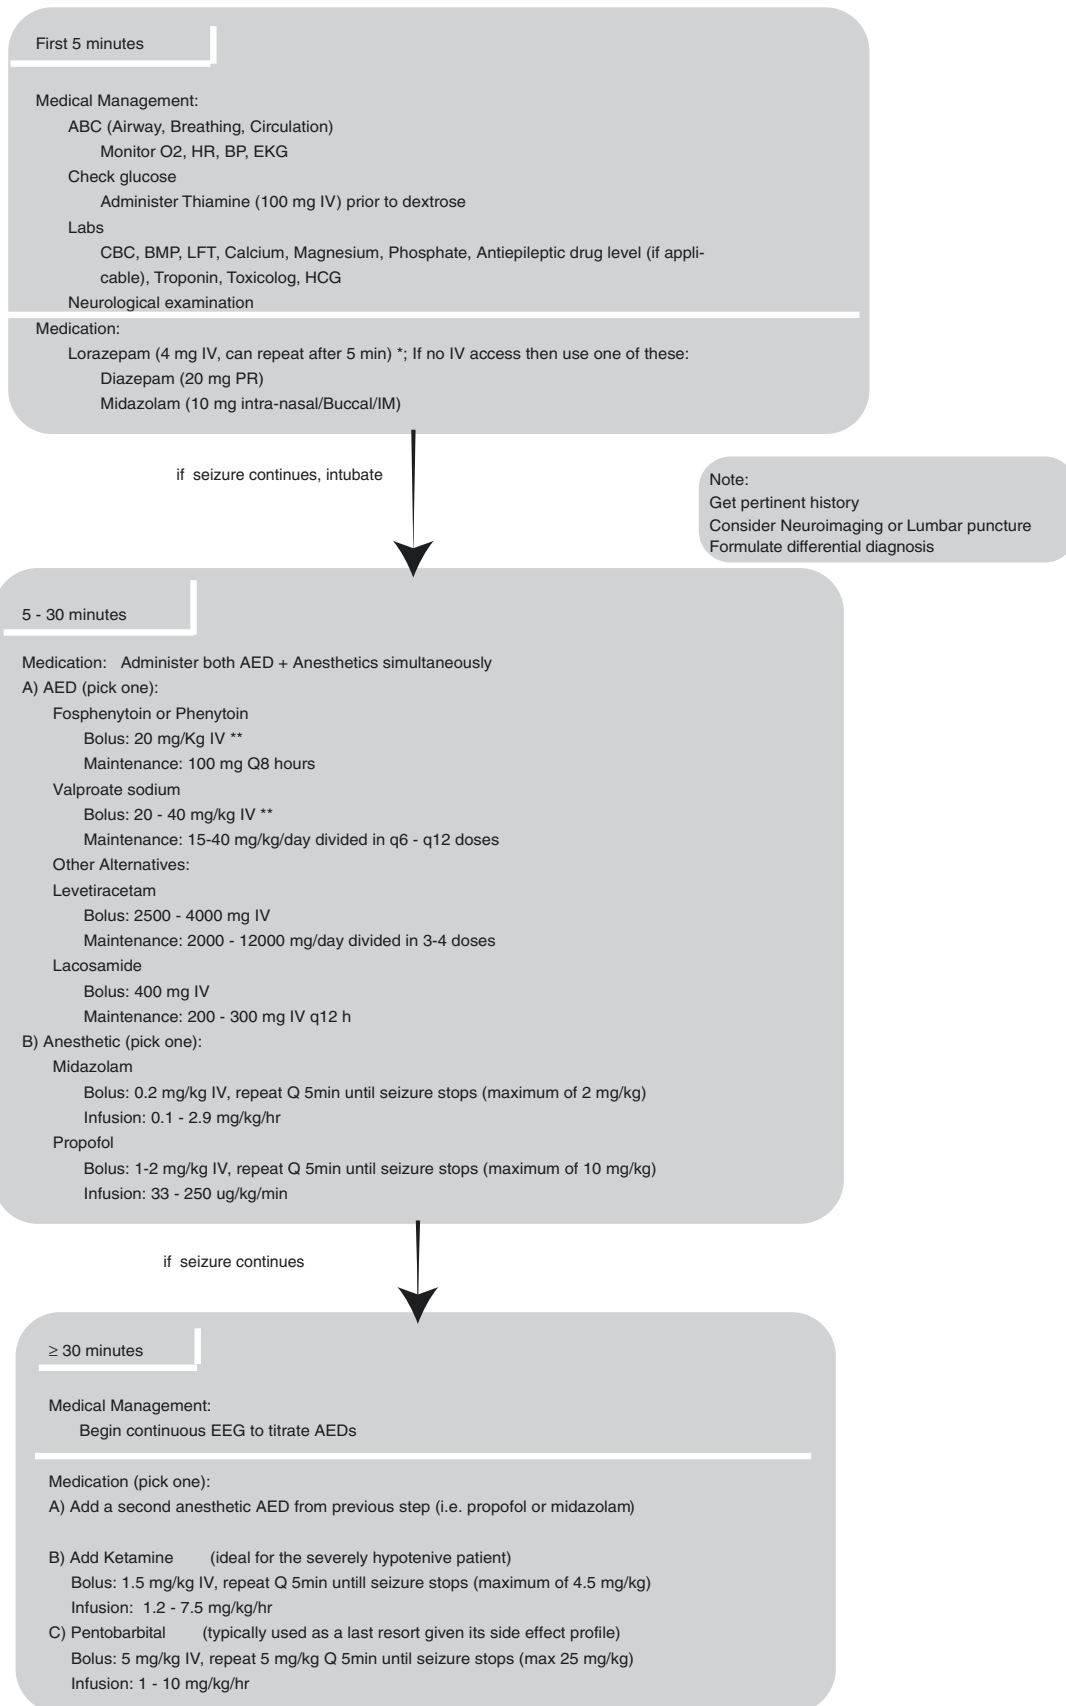 First 5 minutes
Medical Management:
ABC (Airway, Breathing, Circulation)
Monitor O2, HR, BP, EKG
Check glucose
Administer Thiamine (100 mg IV) prior to dextrose
Labs
CBC, BMP, LFT, Calcium, Magnesium, Phosphate, Antiepileptic drug level (if appli-
cable), Troponin, Toxicolog, HCG
Neurological examination
Medication:
Lorazepam (4 mg IV, can repeat after 5 min) *; If no IV access then use one of these:
Diazepam (20 mg PR)
Midazolam (10 mg intra-nasal/Buccal/IM)
if seizure continues, intubate
Note:
Get pertinent history
Consider Neuroimaging or Lumbar puncture
Formulate differential diagnosis
5 - 30 minutes
Medication: Administer both AED + Anesthetics simultaneously
A) AED (pick one):
Fosphenytoin or Phenytoin
Bolus: 20 mg/Kg IV **
Maintenance: 100 mg Q8 hours
Valproate sodium
Bolus: 20 - 40 mg/kg IV **
Maintenance: 15-40 mg/kg/day divided in q6 - q12 doses
Other Alternatives:
Levetiracetam
Bolus: 2500 - 4000 mg IV
Maintenance: 2000 - 12000 mg/day divided in 3-4 doses
Lacosamide
Bolus: 400 mg IV
Maintenance: 200 - 300 mg IV q12 h
B) Anesthetic (pick one):
Midazolam
Bolus: 0.2 mg/kg IV, repeat Q 5min until seizure stops (maximum of 2 mg/kg)
Infusion: 0.1 - 2.9 mg/kg/hr
Propofol
Bolus: 1-2 mg/kg IV, repeat Q 5min until seizure stops (maximum of 10 mg/kg)
Infusion: 33 - 250 ug/kg/min
if seizure continues
≥ 30 minutes
Medical Management:
Begin continuous EEG to titrate AEDs
Medication (pick one):
A) Add a second anesthetic AED from previous step (i.e. propofol or midazolam)
B) Add Ketamine (ideal for the severely hypotenive patient)
Bolus: 1.5 mg/kg IV, repeat Q 5min untill seizure stops (maximum of 4.5 mg/kg)
Infusion: 1.2 - 7.5 mg/kg/hr
C) Pentobarbital (typically used as a last resort given its side effect profile)
Bolus: 5 mg/kg IV, repeat 5 mg/kg Q 5min until seizure stops (max 25 mg/kg)
Infusion: 1 - 10 mg/kg/hr